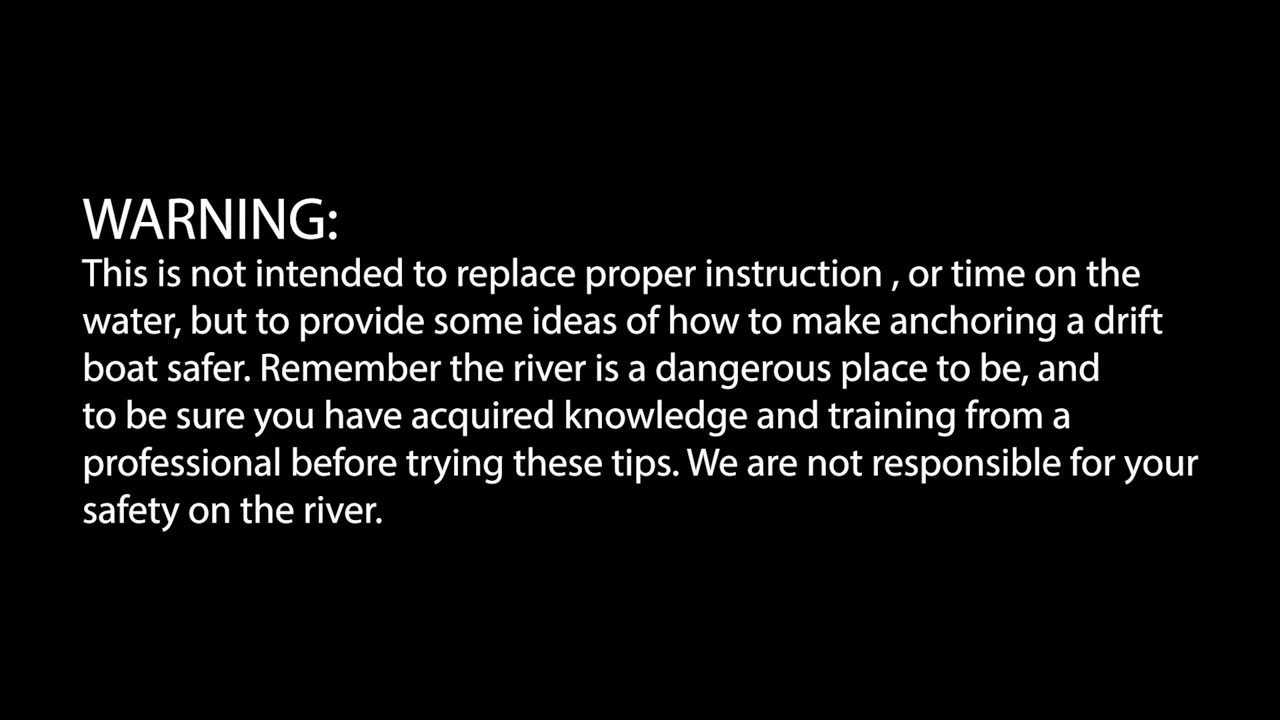 WARNING:
This is not intended to replace proper instruction , or time on the
water, but to provide some ideas of how to make anchoring a drift
boat safer. Remember the river is a dangerous place to be, and
to be sure you have acquired knowledge and training from a
professional before trying these tips. We are not responsible for your
safety on the river.